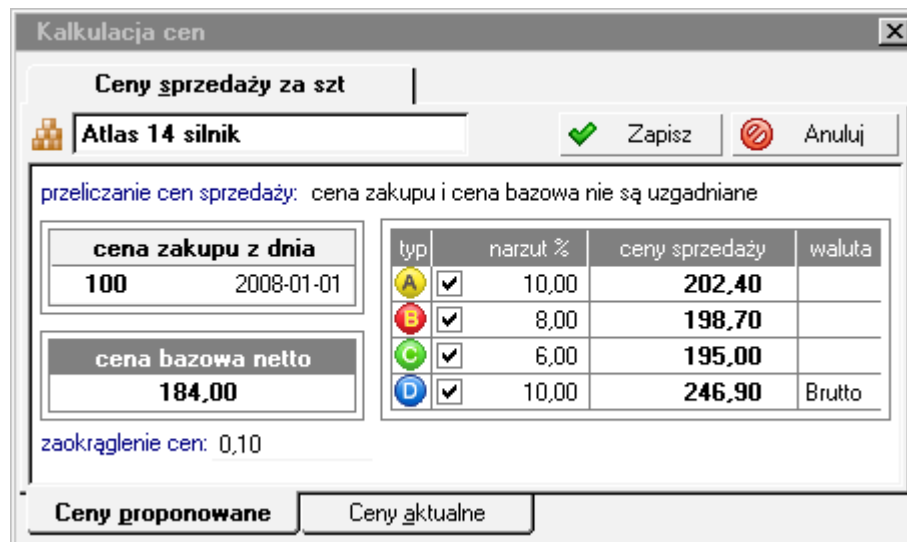 Kalkulacja cen
Ceny sprzedaży za szt
Atlas 14 silnik
Zapisz
Anuluj
przeliczanie cen sprzedaży: cena zakupu i cena bazowa nie są uzgadniane
cena zakupu z dnia
100 2008-01-01
cena bazowa netto
184,00
zaokrąglenie cen: 0,10
typ narzut % ceny sprzedaży waluta
A 10,00 202,40
B 8,00 198,70
C 6,00 195,00
D 10,00 246,90 Brutto
Ceny proponowane
Ceny aktualne